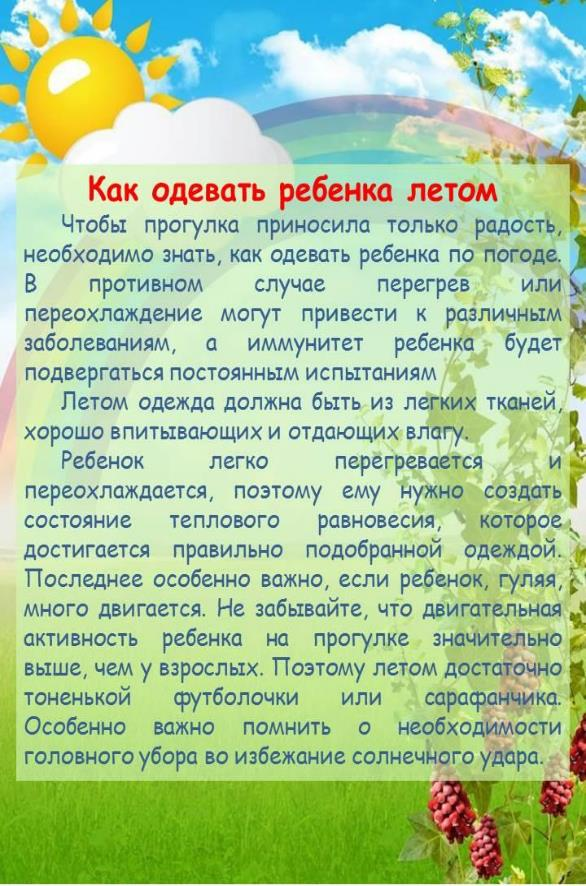 Как одевать ребенка летом
Чтобы прогулка приносила только радость,
необходимо знать, как одевать ребенка по погоде.
В противном случае перегрев или
переохлаждение могут привести к различным
заболеваниям, а иммунитет ребенка будет
подвергаться постоянным испытаниям
Летом одежда должна быть из легких тканей,
хорошо впитывающих и отдающих влагу.
Ребенок легко перегревается и
переохлаждается, поэтому ему нужно создать
состояние теплового равновесия, которое
достигается правильно подобранной одеждой.
Последнее особенно важно, если ребенок, гуляя,
много двигается. Не забывайте, что двигательная
активность ребенка на прогулке значительно
выше, чем у взрослых. Поэтому летом достаточно
тоненькой футболочки или сарафанчика.
Особенно важно помнить о необходимости
головного убора во избежание солнечного удара.